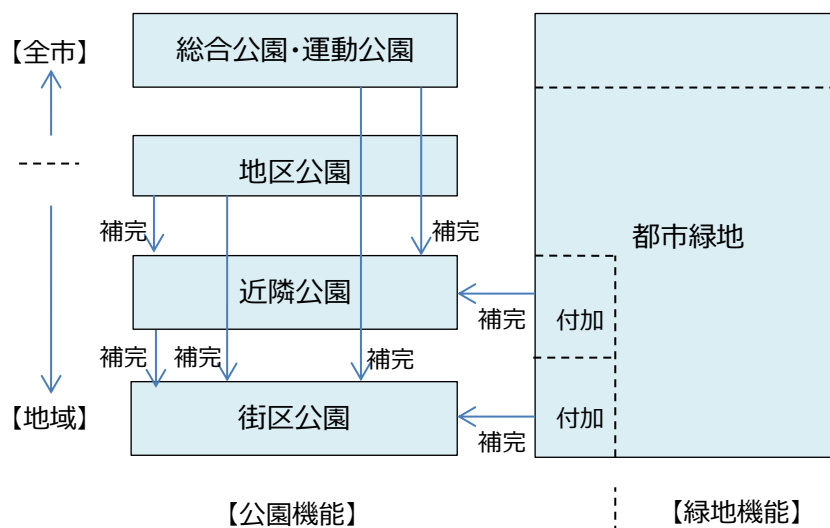 【全市】
総合公園・運動公園
地区公園
都市緑地
補完
補完
近隣公園
補完
付加
補完
補完
補完
【地域】
街区公園
補完
付加
【公園機能】
【緑地機能】